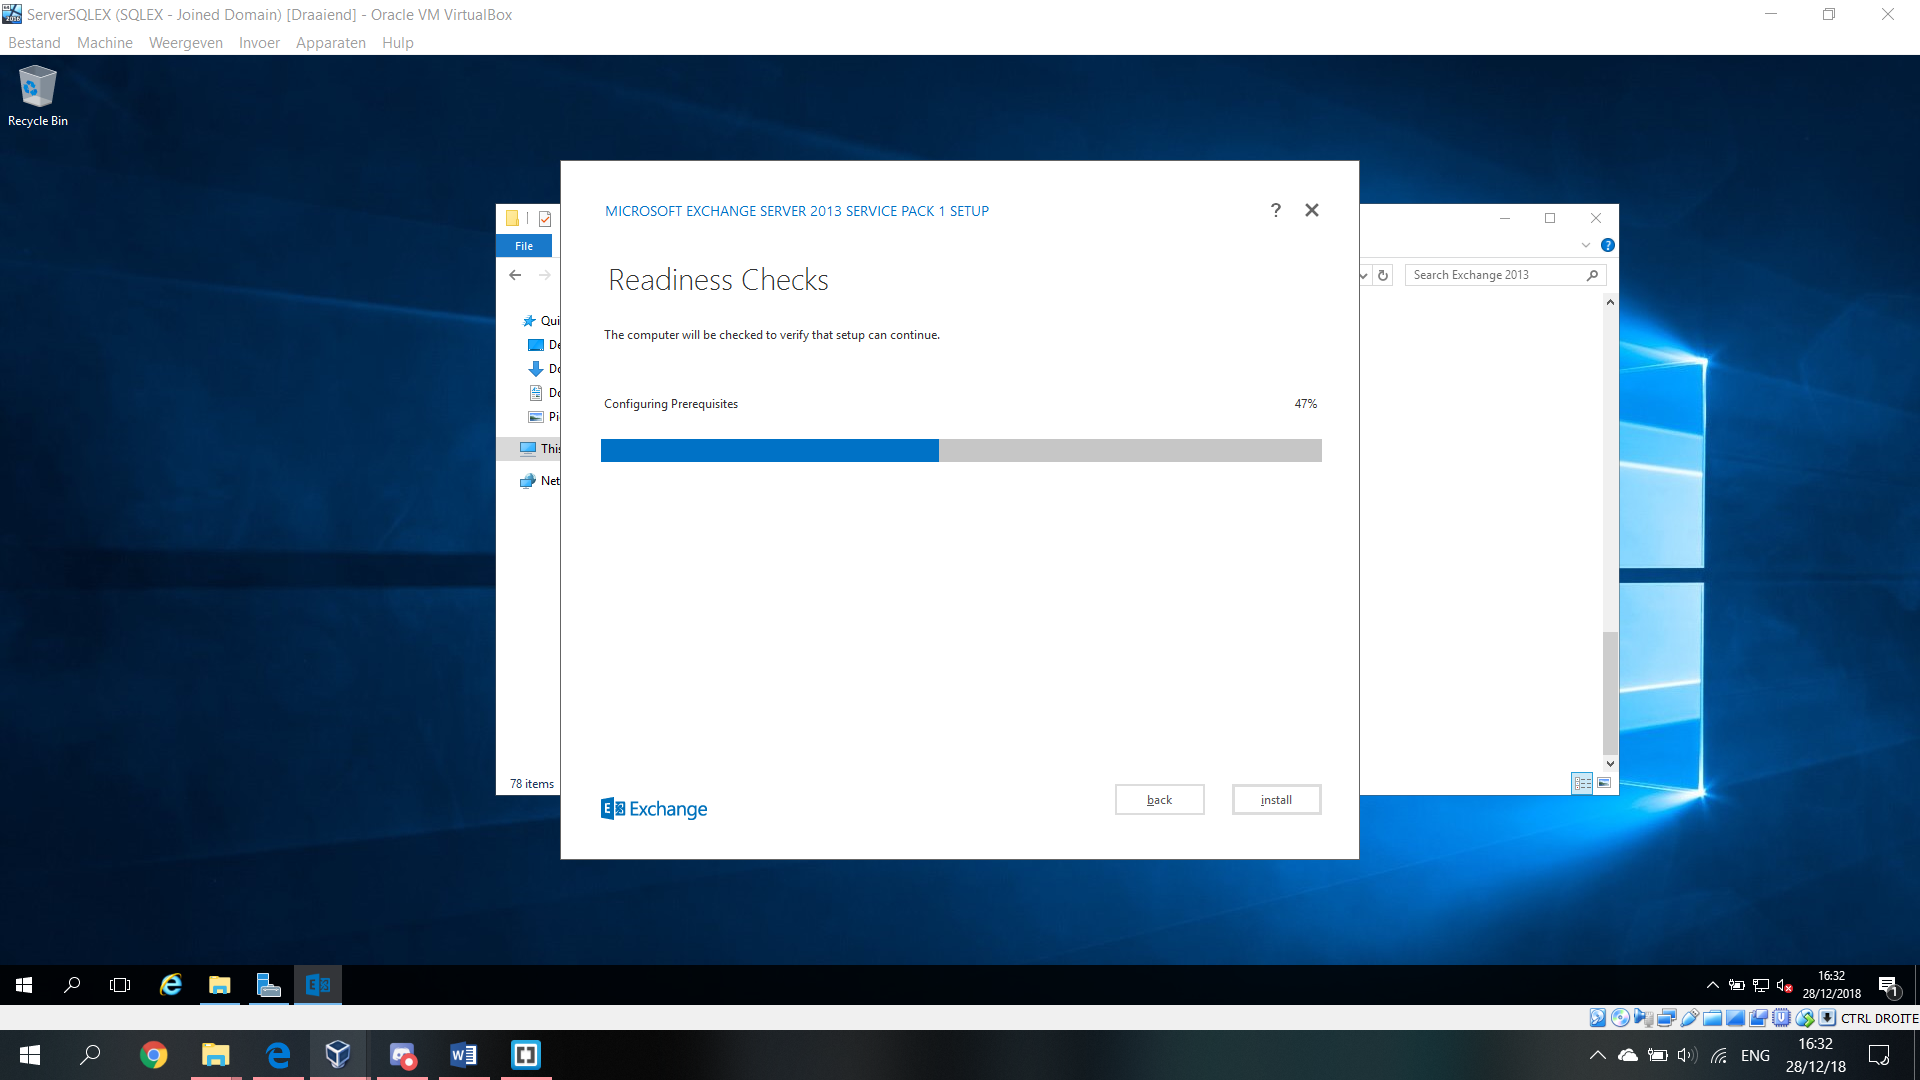 ServerSQLEX (SQLEX - Joined Domain) [Draaiend] - Oracle VM VirtualBox
Bestand Machine Weergeven Invoer Apparaten Hulp
Recycle Bin
MICROSOFT EXCHANGE SERVER 2013 SERVICE PACK 1 SETUP
?
File
Readiness Checks
Search Exchange 2013
Qui
The computer will be checked to verify that setup can continue.
De
Do
Do
Configuring Prerequisites 47%
Pi
This
Net
78 items
back
install
Exchange
16:32
28/12/2018
1
CTRL DROITE
ENG
16:32
28/12/18